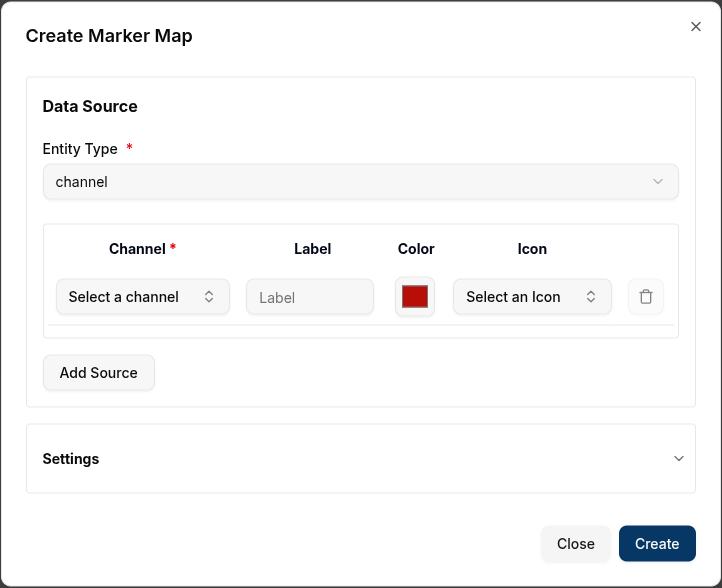 Create Marker Map
Data Source
Entity Type *
channel
Channel * Label Color Icon
Select a channel Label Select an Icon
Add Source
Settings
Close Create